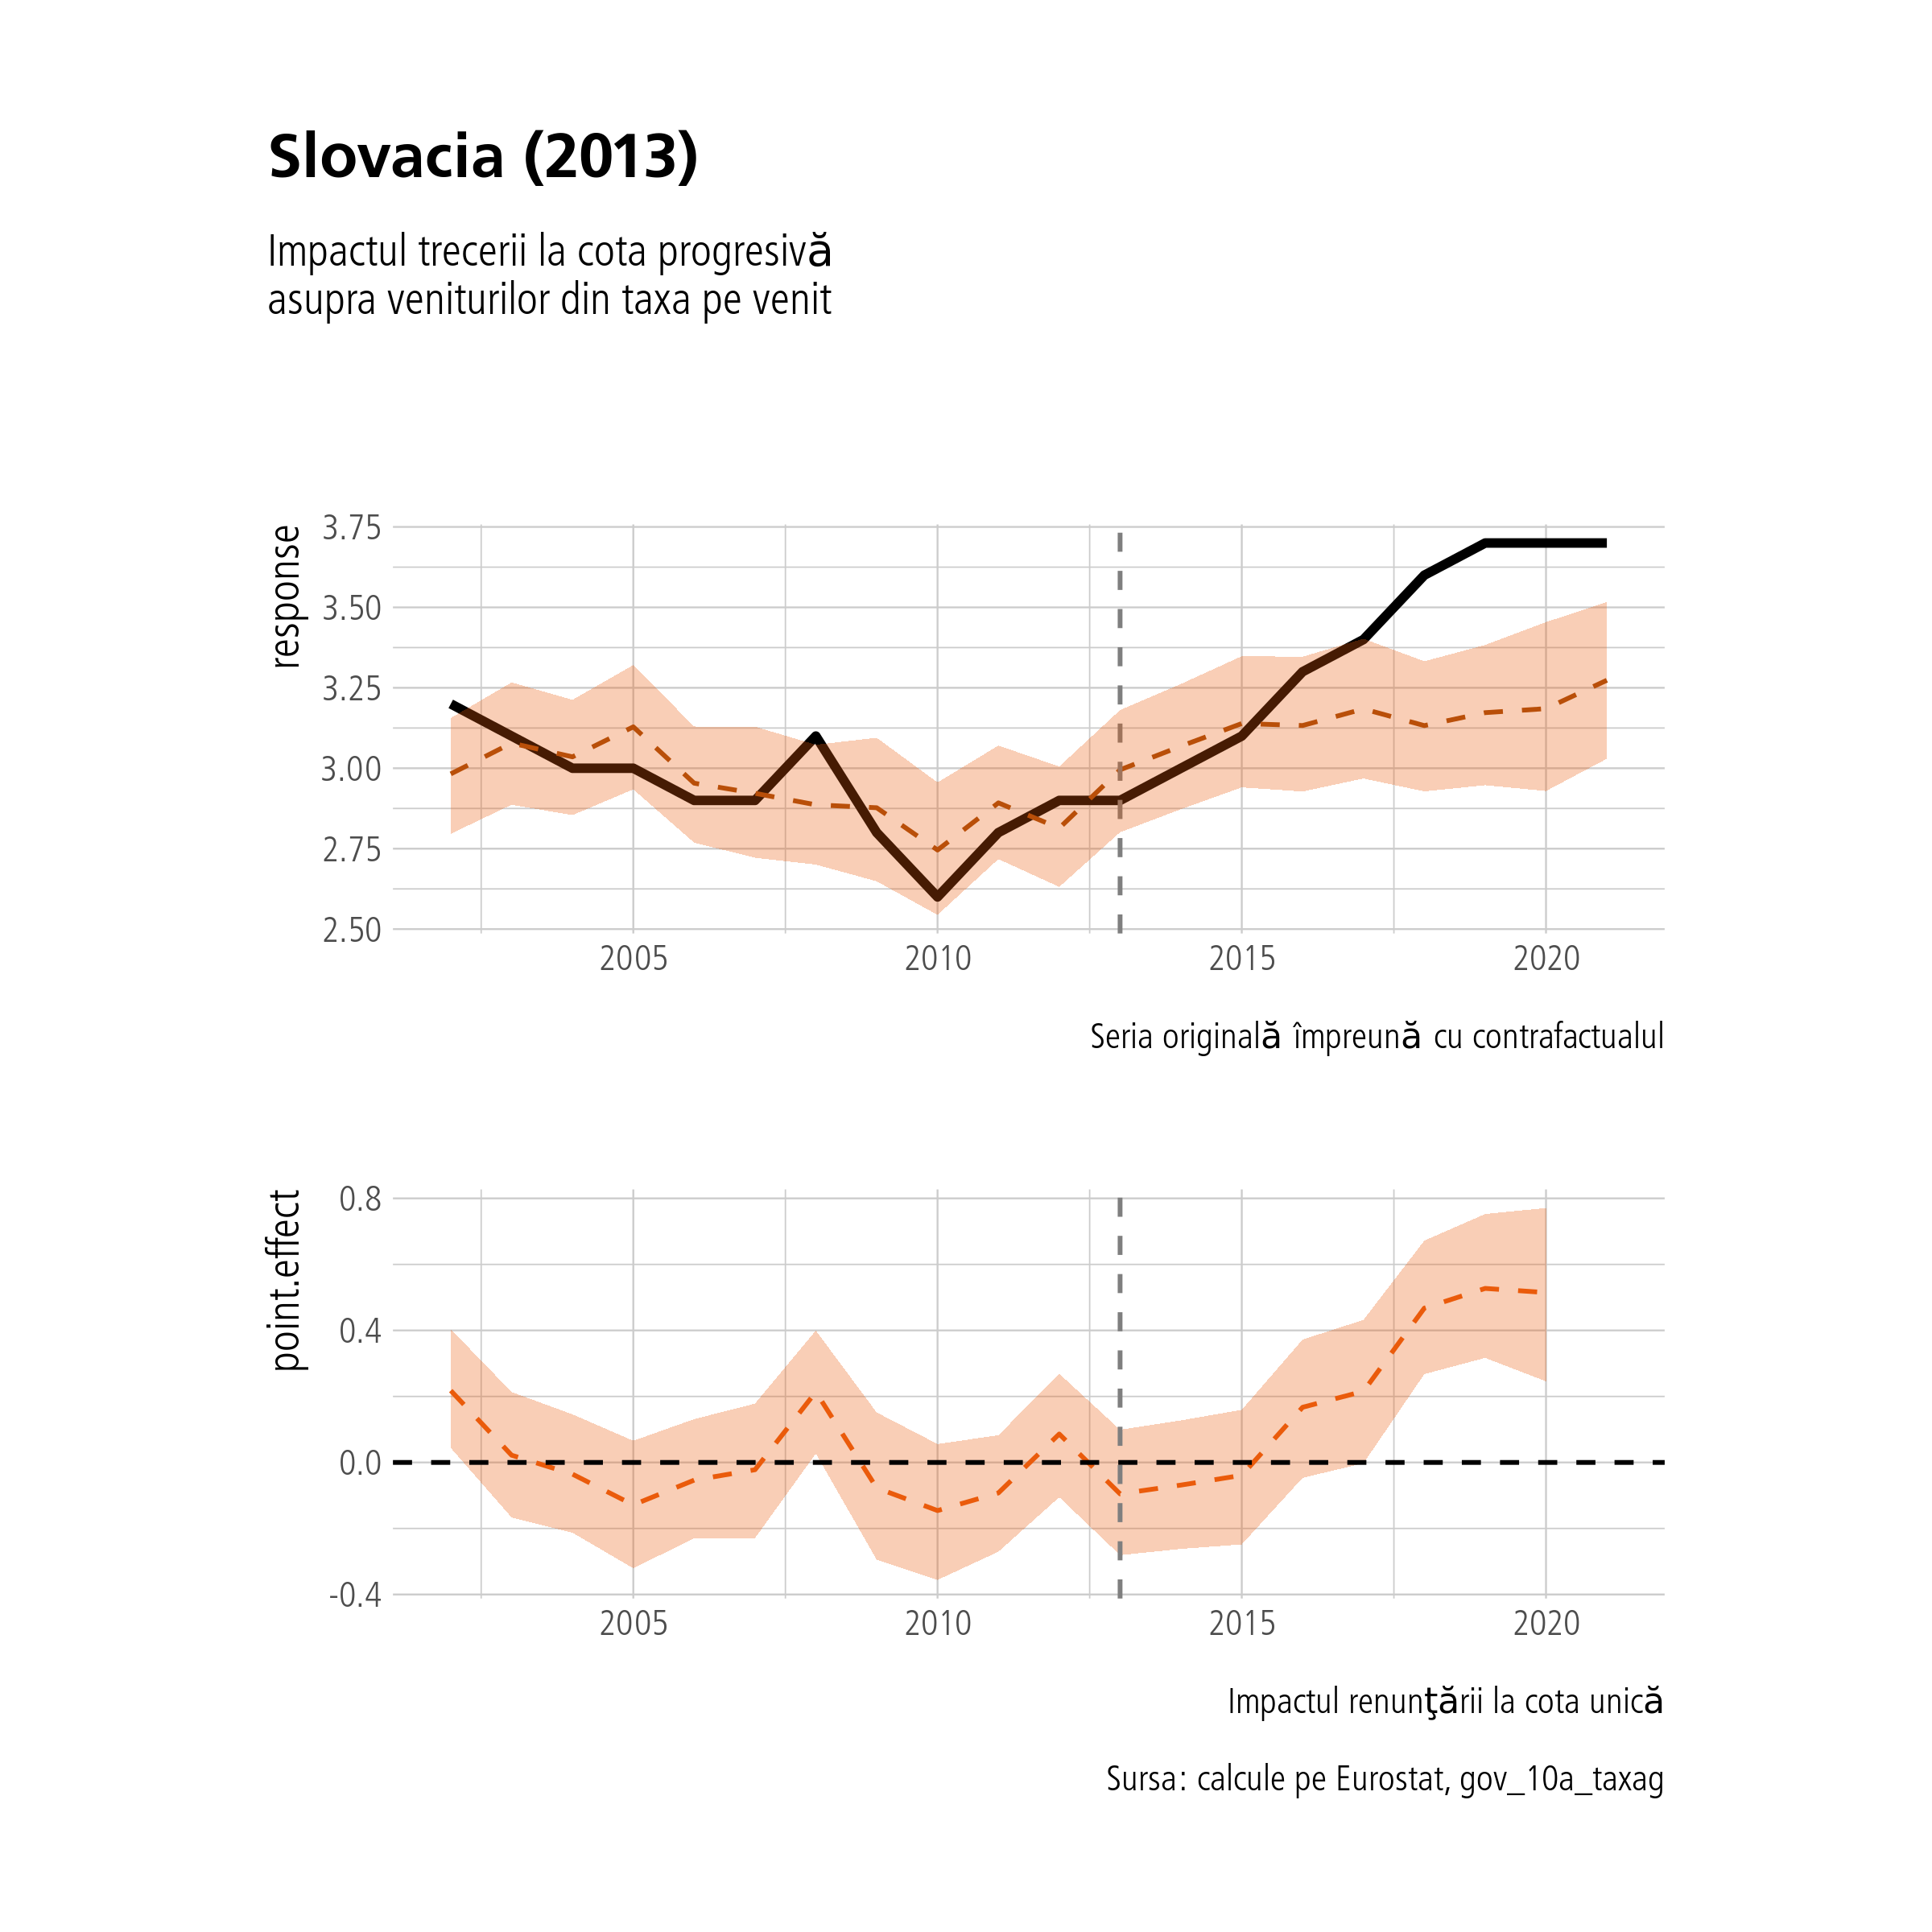 Slovacia (2013)
Impactul trecerii la cota progresivă
asupra veniturilor din taxa pe venit
response
3.75
3.50
3.25
3.00
2.75
2.50
2005 2010 2015 2020
Seria originală împreună cu contrafactualul
point.effect
0.8
0.4
0.0
-0.4
2005 2010 2015 2020
Impactul renunţării la cota unică
Sursa: calcule pe Eurostat, gov_10a_taxag